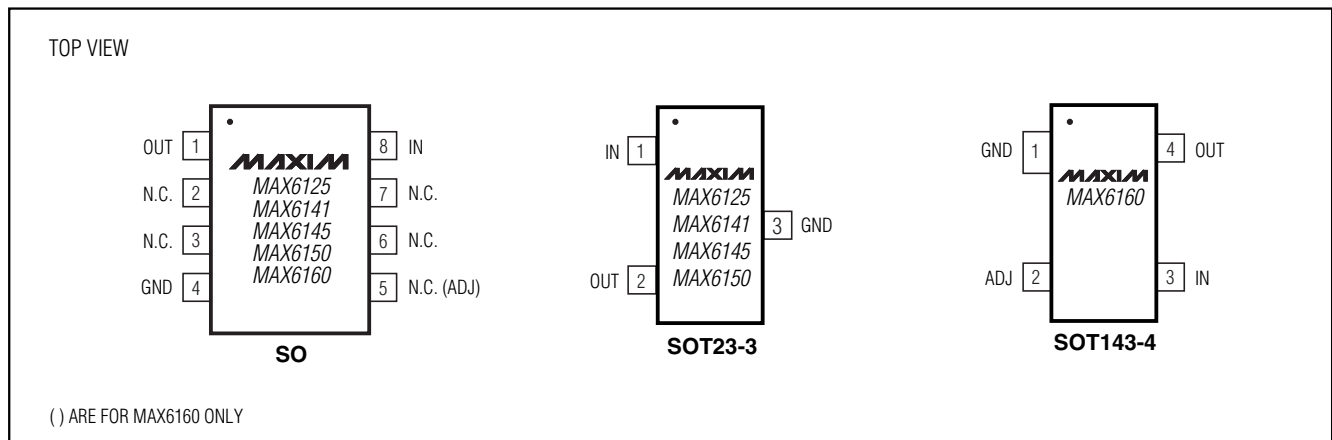 TOP VIEW
OUT 1
N.C. 2
N.C. 3
GND 4
MAXIM
MAX6125
MAX6141
MAX6145
MAX6150
MAX6160
8 IN
7 N.C.
6 N.C.
5 N.C. (ADJ)
SO
IN 1
OUT 2
MAXIM
MAX6125
MAX6141
MAX6145
MAX6150
3 GND
SOT23-3
GND 1
ADJ 2
MAXIM
MAX6160
4 OUT
3 IN
SOT143-4
( ) ARE FOR MAX6160 ONLY